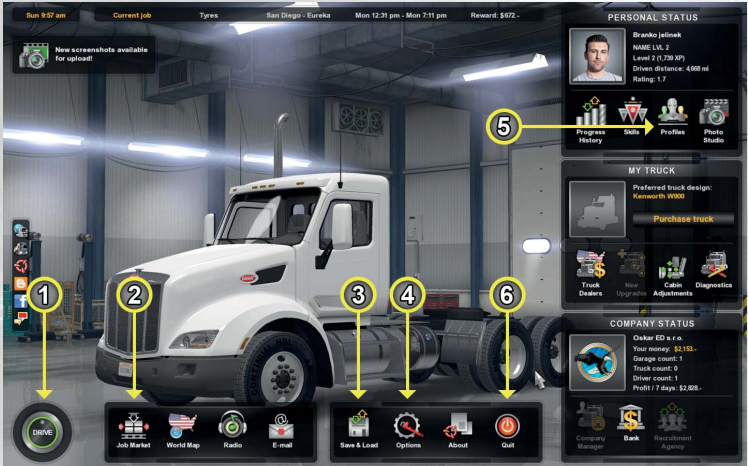 Sun 9:57 am
Current job
Tyres
San Diego - Eureka
Mon 12:31 pm - Mon 7:11 pm
Reward: $672.-
New screenshots available
for upload!
PERSONAL STATUS
Branko jelinek
NAME LVL 2
Level 2 (1,739 XP)
Driven distance: 4,668 mi
Rating: 1.7
5
Progress
History
Skills
Profiles
Photo
Studio
MY TRUCK
Preferred truck design:
Kenworth W900
Purchase truck
Truck
Dealers
New
Upgrades
Cabin
Adjustments
Diagnostics
COMPANY STATUS
Oskar ED s.r.o.
Your money: $2,153.-
Garage count: 1
Truck count: 0
Driver count: 1
Profit / 7 days: $2,828.-
Company
Manager
Bank
Recruitment
Agency
1
2
3
4
6
DRIVE
Job Market
World Map
Radio
E-mail
Save & Load
Options
About
Quit